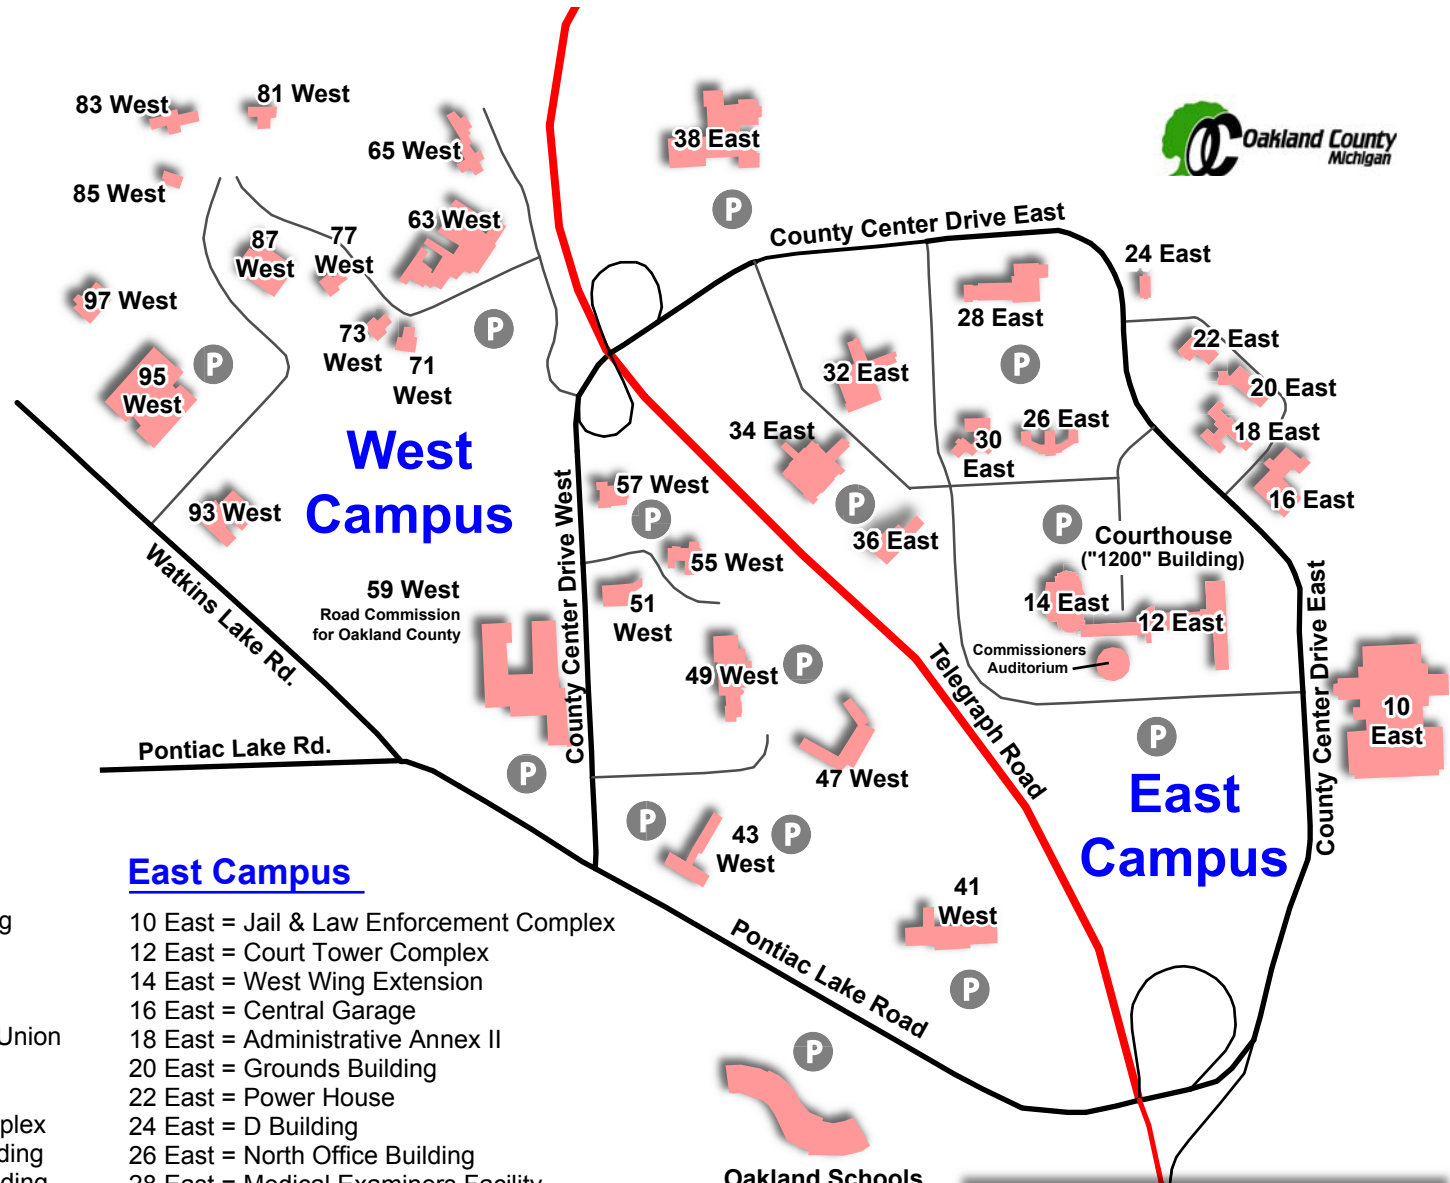 83 West
81 West
65 West
38 East
Oakland County
Michigan
85 West
63 West
P
County Center Drive East
87
West
77
West
24 East
97 West
28 East
73
West
71
West
P
P
22 East
95
West
32 East
P
20 East
West
Campus
34 East
26 East
30
East
18 East
57 West
P
P
16 East
93 West
County Center Drive West
36 East
P
Courthouse
("1200" Building)
Watkins Lake Rd.
59 West
Road Commission
for Oakland County
55 West
51
West
14 East
12 East
Commissioners
Auditorium
County Center Drive East
49 West
P
Telegraph Road
10
East
Pontiac Lake Rd.
P
47 West
P
East
Campus
P
43
West
P
41
West
Pontiac Lake Road
P
P
Oakland Schools
East Campus
10 East = Jail & Law Enforcement Complex
12 East = Court Tower Complex
14 East = West Wing Extension
16 East = Central Garage
Union
18 East = Administrative Annex II
20 East = Grounds Building
22 East = Power House
24 East = D Building
26 East = North Office Building
28 East = Medical Examiners Facility